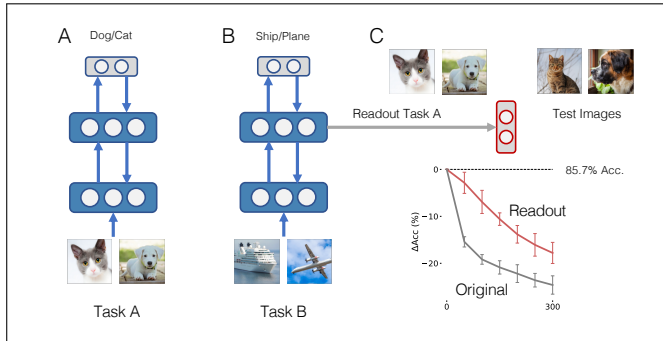 A
Dog/Cat
B
Ship/Plane
C
Readout Task A
Test Images
0
85.7% Acc.
Readout
−10
ΔAcc (%)
−20
Original
0
300
Task A
Task B